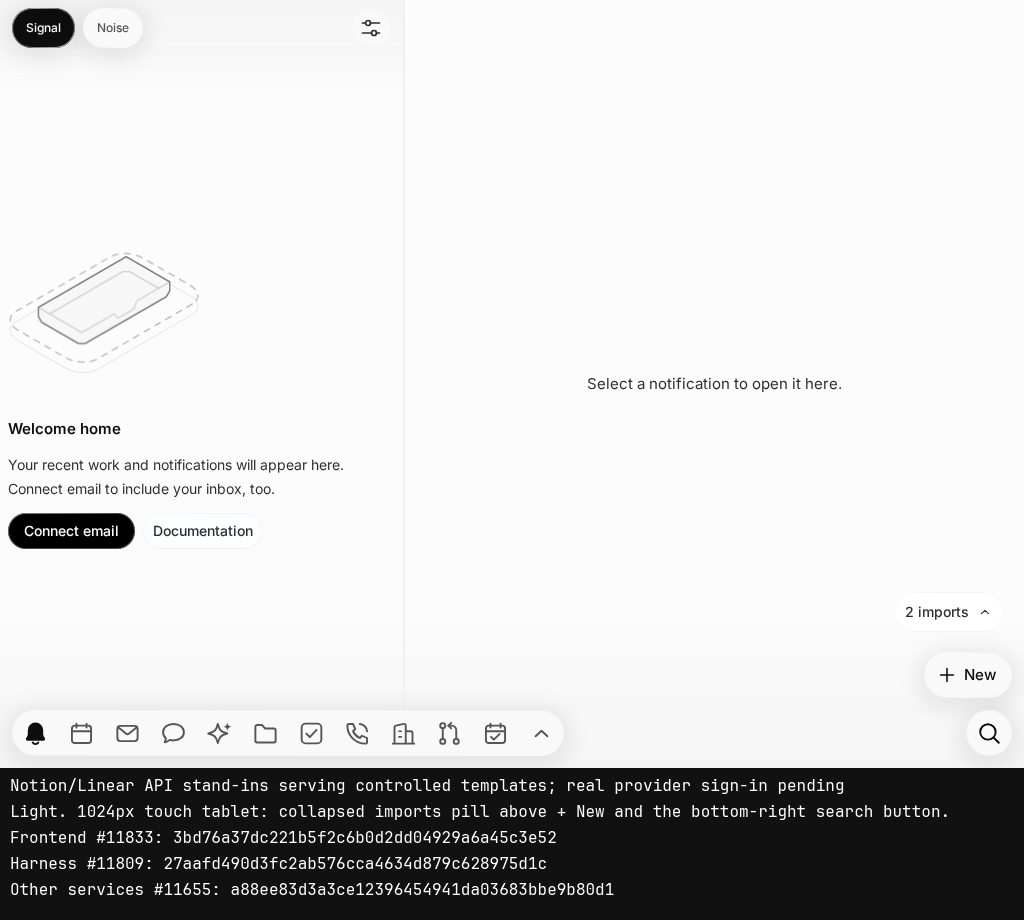 Signal
Noise
Welcome home
Your recent work and notifications will appear here.
Connect email to include your inbox, too.
Connect email
Documentation
Select a notification to open it here.
2 imports
New
Notion/Linear API stand-ins serving controlled templates; real provider sign-in pending
Light. 1024px touch tablet: collapsed imports pill above + New and the bottom-right search button.
Frontend #11833: 3bd76a37dc221b5f2c6b0d2dd04929a6a45c3e52
Harness #11809: 27aafd490d3fc2ab576cca4634d879c628975d1c
Other services #11655: a88ee83d3a3ce12396454941da03683bbe9b80d1